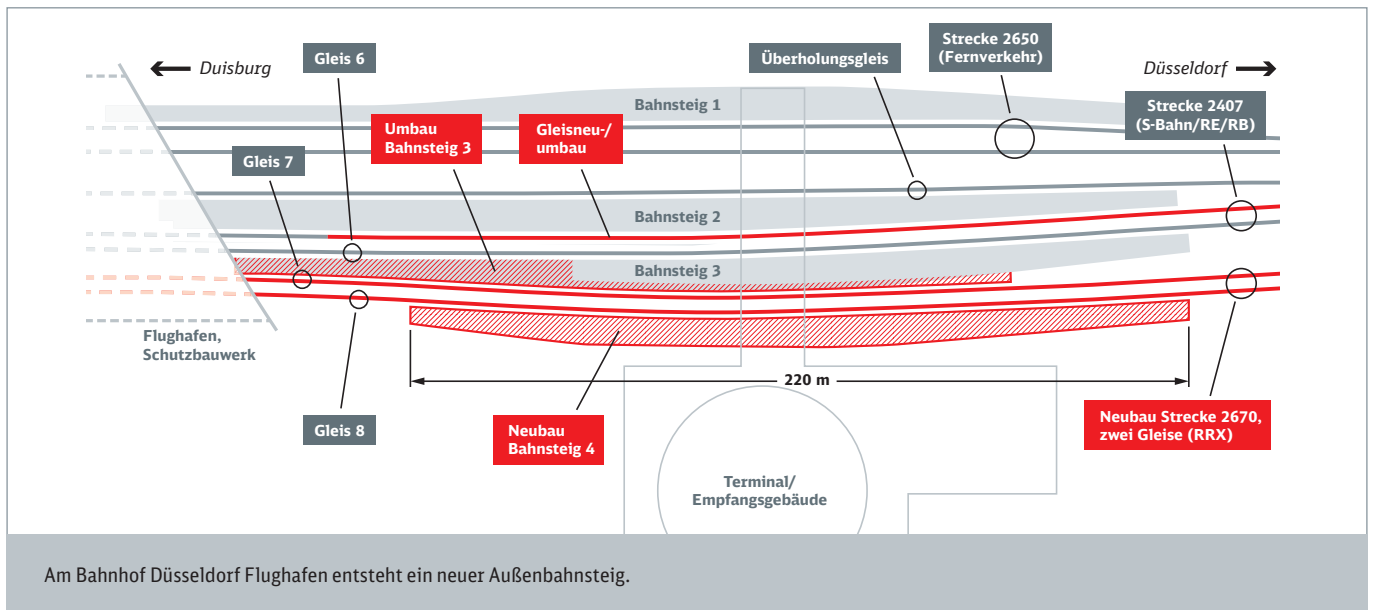 ← Duisburg
Gleis 6
Überholungsgleis
Strecke 2650
(Fernverkehr)
Düsseldorf →
Bahnsteig 1
Strecke 2407
(S-Bahn/RE/RB)
Umbau
Bahnsteig 3
Gleisneu-/
umbau
Gleis 7
Bahnsteig 2
Bahnsteig 3
Flughafen,
Schutzbauwerk
220 m
Gleis 8
Neubau
Bahnsteig 4
Neubau Strecke 2670,
zwei Gleise (RRX)
Terminal/
Empfangsgebäude
Am Bahnhof Düsseldorf Flughafen entsteht ein neuer Außenbahnsteig.